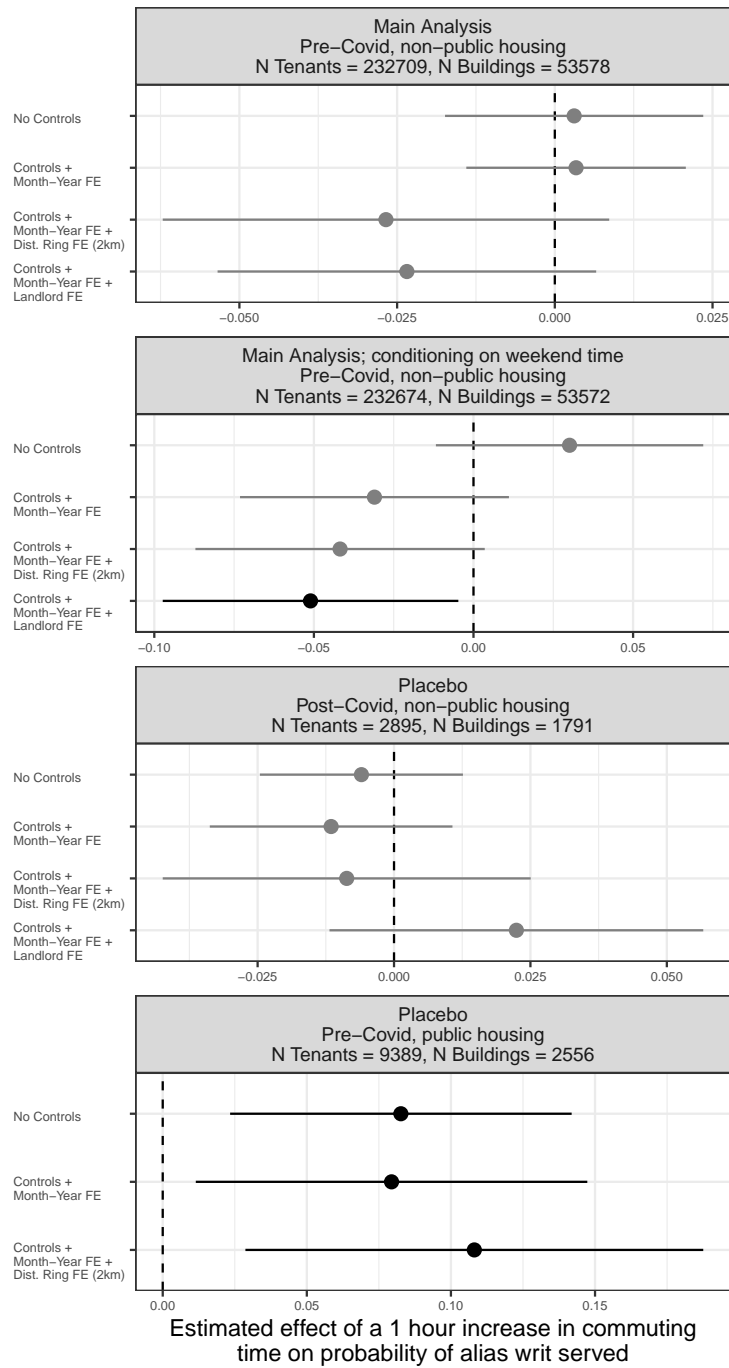 Main Analysis
Pre−Covid, non−public housing
N Tenants = 232709, N Buildings = 53578
No Controls
Controls +
Month−Year FE
Controls +
Month−Year FE +
Dist. Ring FE (2km)
Controls +
Month−Year FE +
Landlord FE
−0.050
−0.025
0.000
0.025
Main Analysis; conditioning on weekend time
Pre−Covid, non−public housing
N Tenants = 232674, N Buildings = 53572
No Controls
Controls +
Month−Year FE
Controls +
Month−Year FE +
Dist. Ring FE (2km)
Controls +
Month−Year FE +
Landlord FE
−0.10
−0.05
0.00
0.05
Placebo
Post−Covid, non−public housing
N Tenants = 2895, N Buildings = 1791
No Controls
Controls +
Month−Year FE
Controls +
Month−Year FE +
Dist. Ring FE (2km)
Controls +
Month−Year FE +
Landlord FE
−0.025
0.000
0.025
0.050
Placebo
Pre−Covid, public housing
N Tenants = 9389, N Buildings = 2556
No Controls
Controls +
Month−Year FE
Controls +
Month−Year FE +
Dist. Ring FE (2km)
0.00
0.05
0.10
0.15
Estimated effect of a 1 hour increase in commuting
time on probability of alias writ served